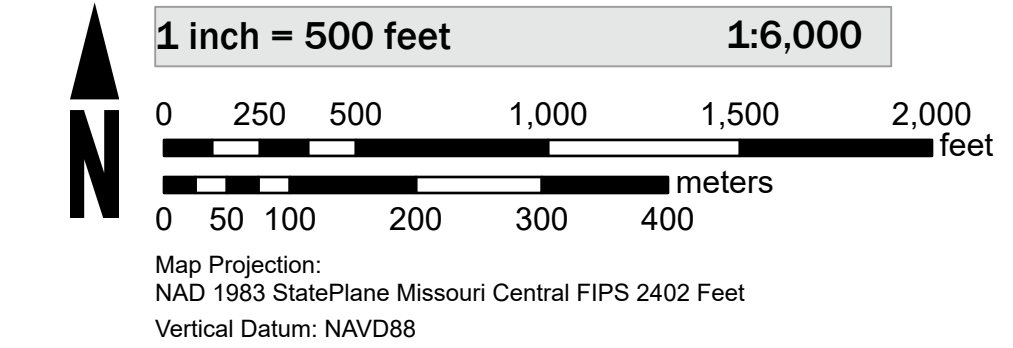 1 inch = 500 feet 1:6,000
0 250 500 1,000 1,500 2,000
feet
meters
0 50 100 200 300 400
N
Map Projection:
NAD 1983 StatePlane Missouri Central FIPS 2402 Feet
Vertical Datum: NAVD88